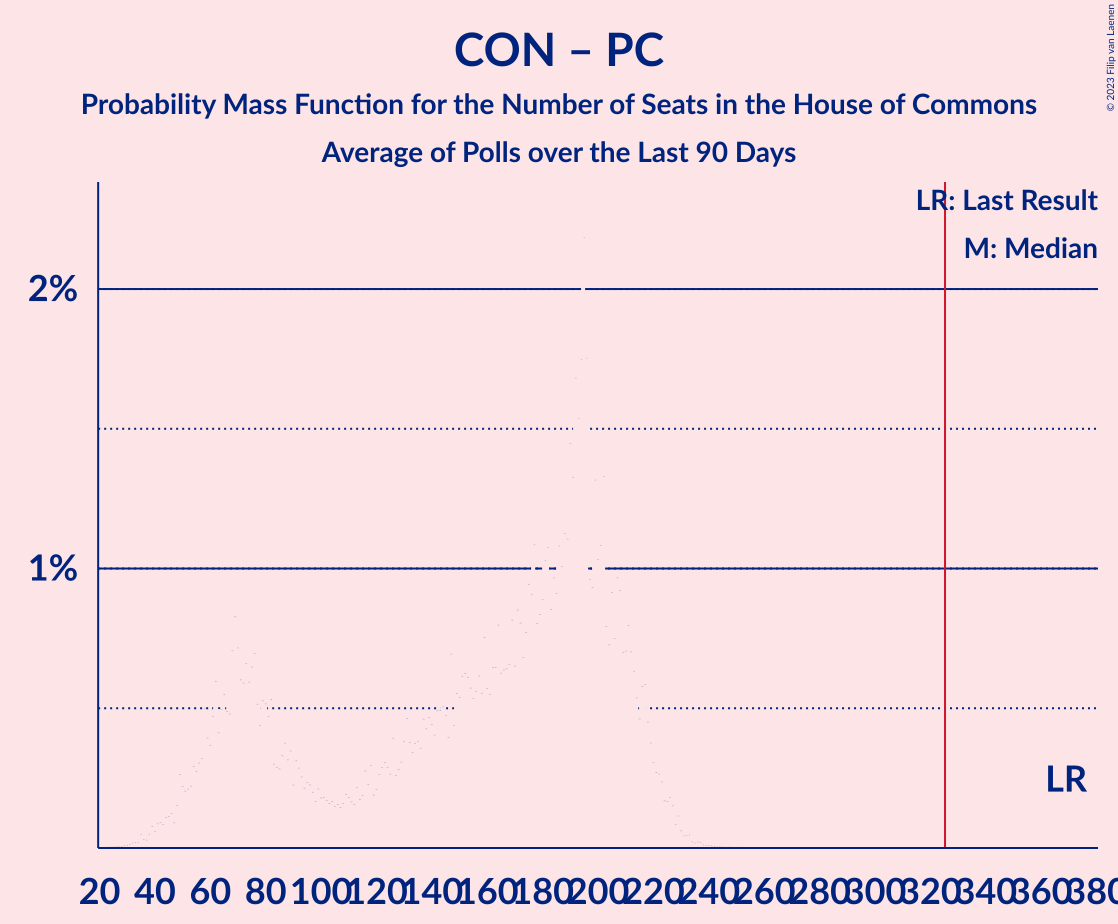 CON – PC
Probability Mass Function for the Number of Seats in the House of Commons
Average of Polls over the Last 90 Days
© 2023 Filip van Laenen
LR: Last Result
M: Median
2%
1%
LR
20 40 60 80 100 120 140 160 180 200 220 240 260 280 300 320 340 360 380